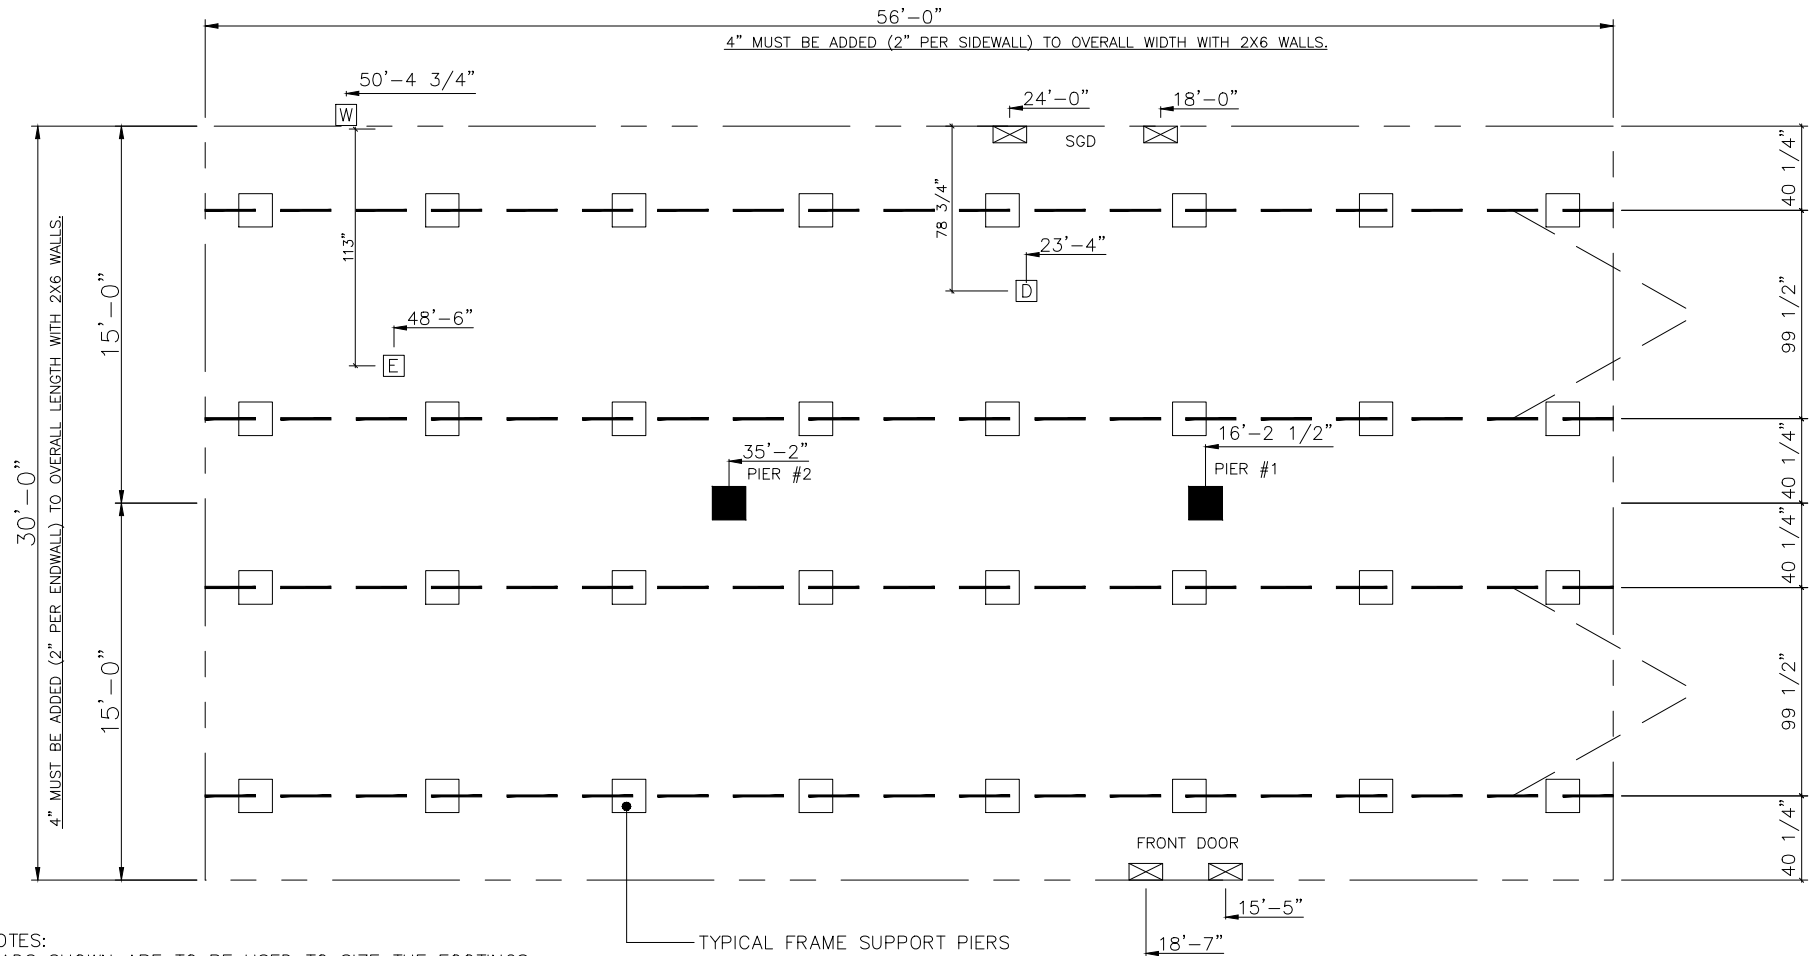 56'-0"
4" MUST BE ADDED (2" PER SIDEWALL) TO OVERALL WIDTH WITH 2X6 WALLS.
50'-4 3/4"
W
24'-0"
18'-0"
SGD
40 1/4"
78 3/4"
113"
23'-4"
D
48'-6"
E
15'-0"
99 1/2"
30'-0"
4" MUST BE ADDED (2" PER ENDWALL) TO OVERALL LENGTH WITH 2X6 WALLS.
35'-2"
PIER #2
16'-2 1/2"
PIER #1
40 1/4"
40 1/4"
15'-0"
99 1/2"
FRONT DOOR
40 1/4"
15'-5"
18'-7"
TYPICAL FRAME SUPPORT PIERS
OTES: